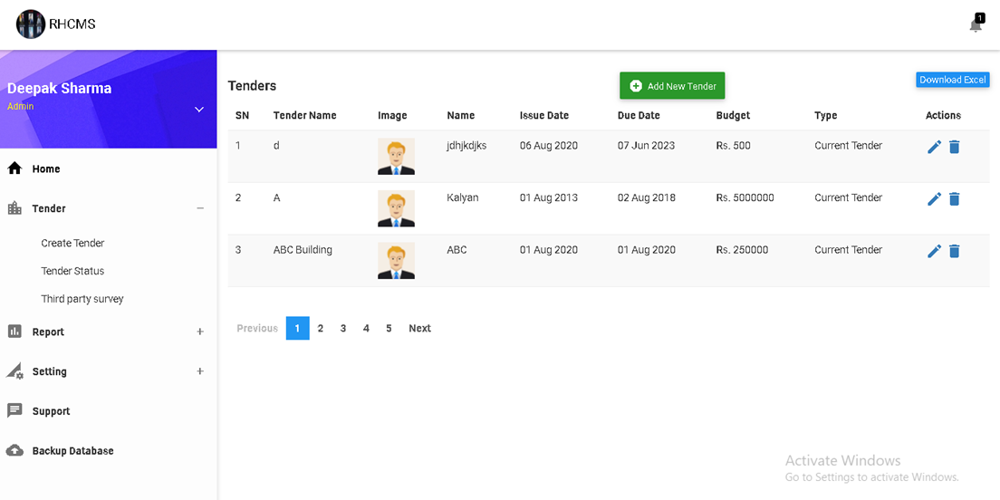 RHCMS
1
Deepak Sharma
Admin
Home
Tender
Create Tender
Tender Status
Third party survey
Report
Setting
Support
Backup Database
Tenders
Add New Tender
Download Excel
SN Tender Name Image Name Issue Date Due Date Budget Type Actions
1 d jdhjkdjks 06 Aug 2020 07 Jun 2023 Rs. 500 Current Tender
2 A Kalyan 01 Aug 2013 02 Aug 2018 Rs. 5000000 Current Tender
3 ABC Building ABC 01 Aug 2020 01 Aug 2020 Rs. 250000 Current Tender
Previous 1 2 3 4 5 Next
Activate Windows
Go to Settings to activate Windows.